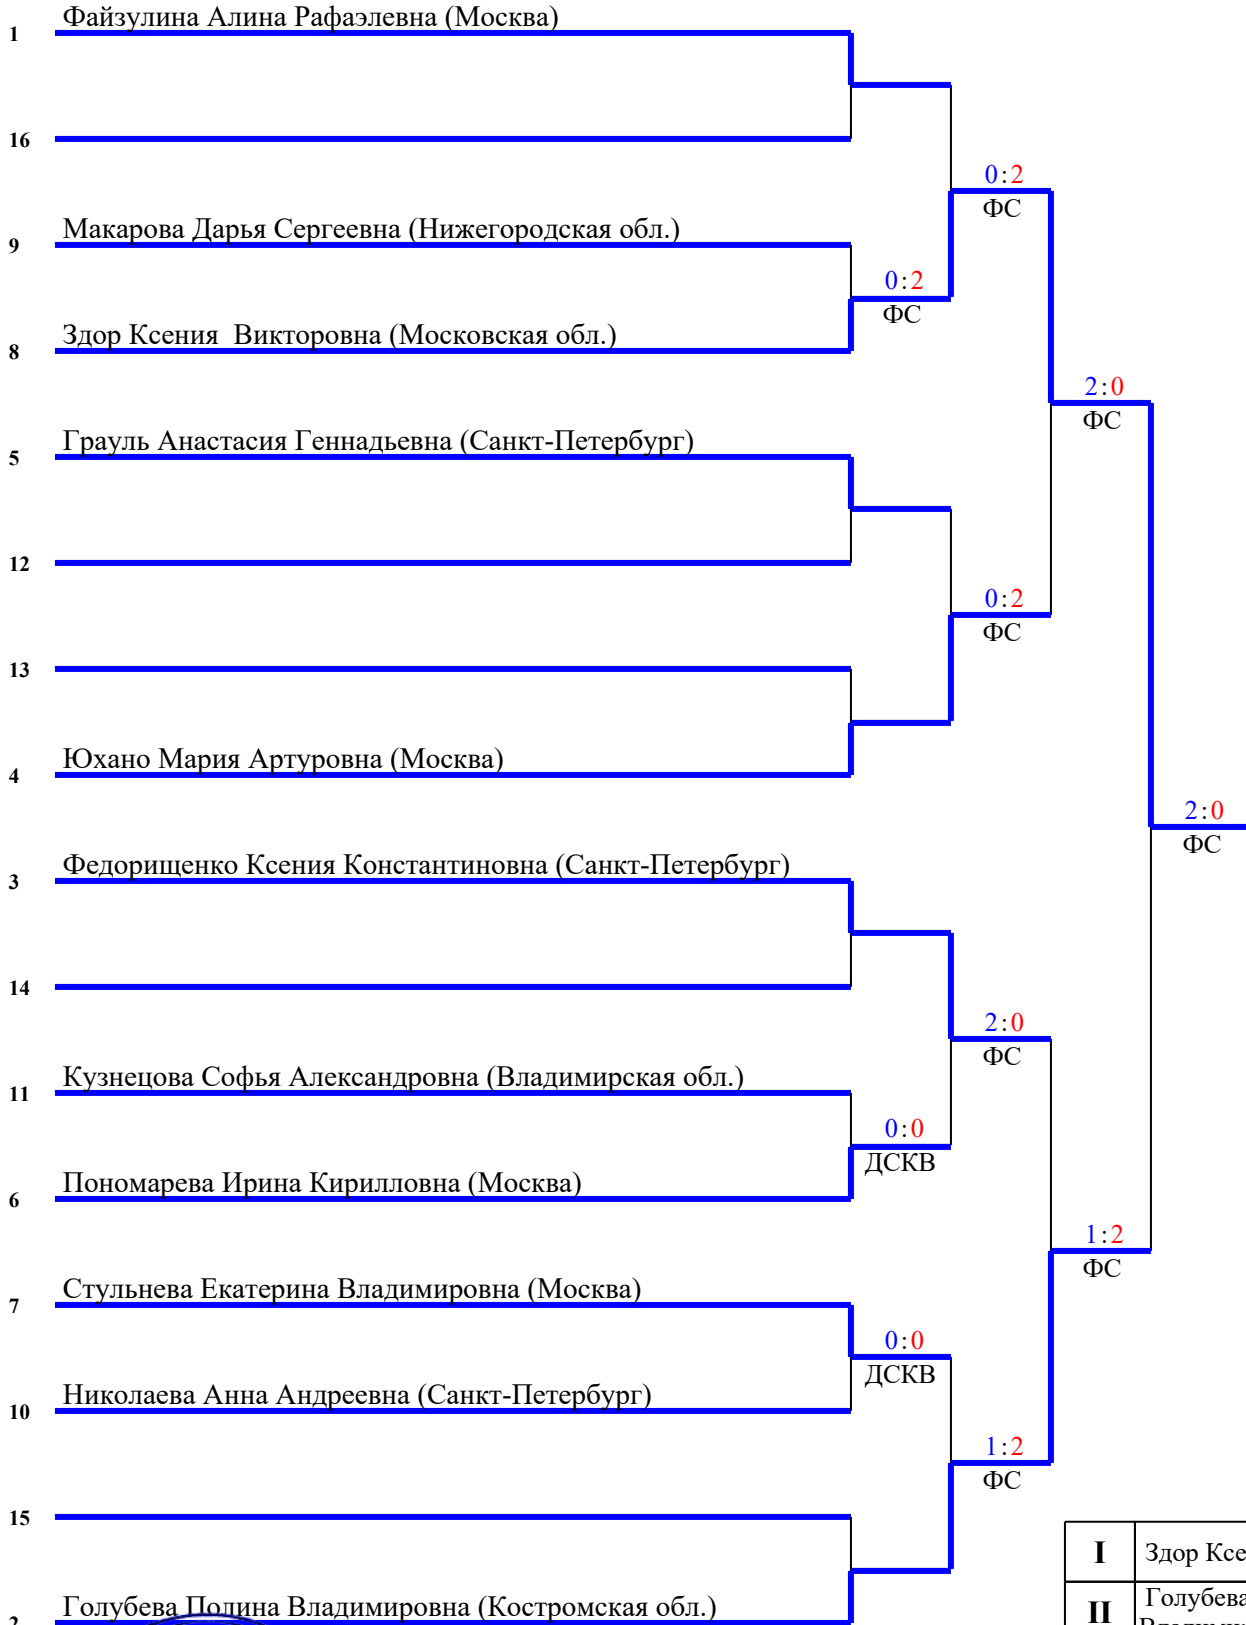 Файзулина Алина Рафаэлевна (Москва)
1
16
0:2
ФС
Макарова Дарья Сергеевна (Нижегородская обл.)
9
0:2
ФС
Здор Ксения  Викторовна (Московская обл.)
8
2:0
ФС
Грауль Анастасия Геннадьевна (Санкт-Петербург)
5
12
0:2
ФС
13
Юхано Мария Артуровна (Москва)
4
2:0
ФС
Федорищенко Ксения Константиновна (Санкт-Петербург)
3
14
2:0
ФС
Кузнецова Софья Александровна (Владимирская обл.)
11
0:0
ДСКВ
Пономарева Ирина Кирилловна (Москва)
6
1:2
ФС
Стульнева Екатерина Владимировна (Москва)
7
0:0
ДСКВ
Николаева Анна Андреевна (Санкт-Петербург)
10
1:2
ФС
15
I Здор Ксе
Голубева Полина Владимировна (Костромская обл.)
2
II Голубева